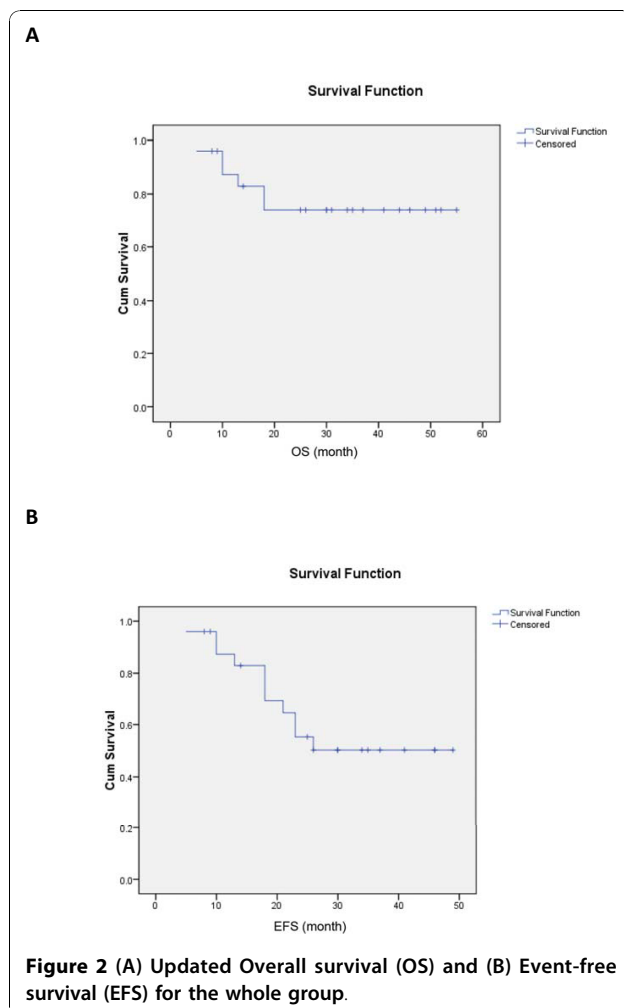 A
Survival Function
Survival Function
Censored
1.0
0.8
0.6
0.4
0.2
0.0
Cum Survival
0 10 20 30 40 50 60
OS (month)
B
Survival Function
Survival Function
Censored
1.0
0.8
0.6
0.4
0.2
0.0
Cum Survival
0 10 20 30 40 50
EFS (month)
Figure 2 (A) Updated Overall survival (OS) and (B) Event-free
survival (EFS) for the whole group.